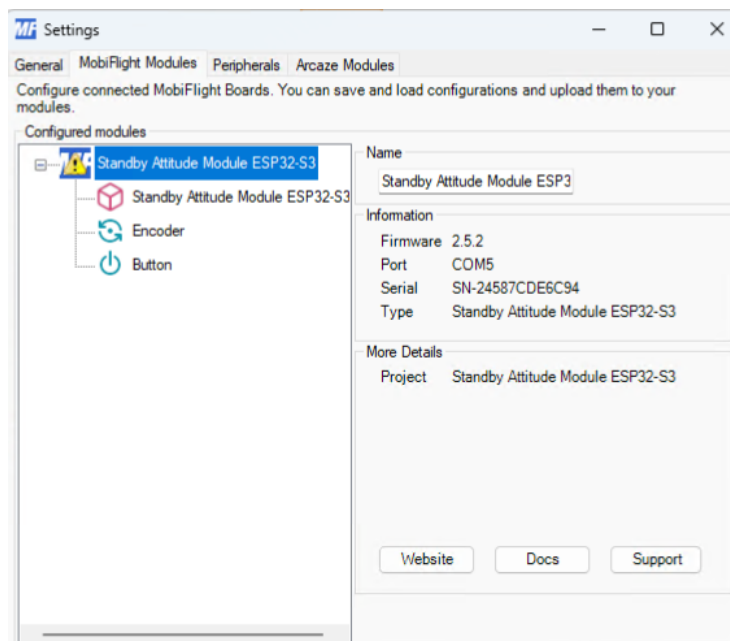 MF Settings
General MobiFlight Modules Peripherals Arcaze Modules
Configure connected MobiFlight Boards. You can save and load configurations and upload them to your
modules.
Configured modules
Standby Attitude Module ESP32-S3
Standby Attitude Module ESP32-S3
Encoder
Button
Name
Standby Attitude Module ESP3
Information
Firmware 2.5.2
Port COM5
Serial SN-24587CDE6C94
Type Standby Attitude Module ESP32-S3
More Details
Project Standby Attitude Module ESP32-S3
Website Docs Support